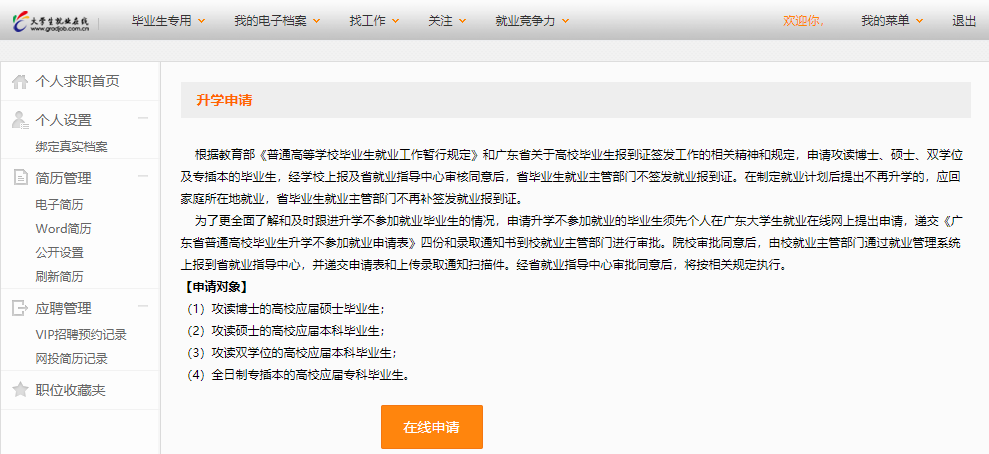 大学生就业在线
www.gradjob.com.cn
毕业生专用 我的电子档案 找工作 关注 就业竞争力 欢迎你, 我的菜单 退出
个人求职首页
个人设置
绑定真实档案
简历管理
电子简历
Word简历
公开设置
刷新简历
应聘管理
VIP招聘预约记录
网投简历记录
职位收藏夹
升学申请
根据教育部《普通高等学校毕业生就业工作暂行规定》和广东省关于高校毕业生报到证签发工作的相关精神和规定，申请攻读博士、硕士、双学位
及专插本的毕业生，经学校上报及省就业指导中心审核同意后，省毕业生就业主管部门不签发就业报到证。在制定就业计划后提出不再升学的，应回
家庭所在地就业，省毕业生就业主管部门不再补签发就业报到证。
为了更全面了解和及时跟进升学不参加就业毕业生的情况，申请升学不参加就业的毕业生须先个人在广东大学生就业在线网上提出申请，递交《广
东省普通高校毕业生升学不参加就业申请表》四份和录取通知书到校就业主管部门进行审批。院校审批同意后，由校就业主管部门通过就业管理系统
上报到省就业指导中心，并递交申请表和上传录取通知扫描件。经省就业指导中心审批同意后，将按相关规定执行。
【申请对象】
（1）攻读博士的高校应届硕士毕业生；
（2）攻读硕士的高校应届本科毕业生；
（3）攻读双学位的高校应届本科毕业生；
（4）全日制专插本的高校应届专科毕业生。
在线申请